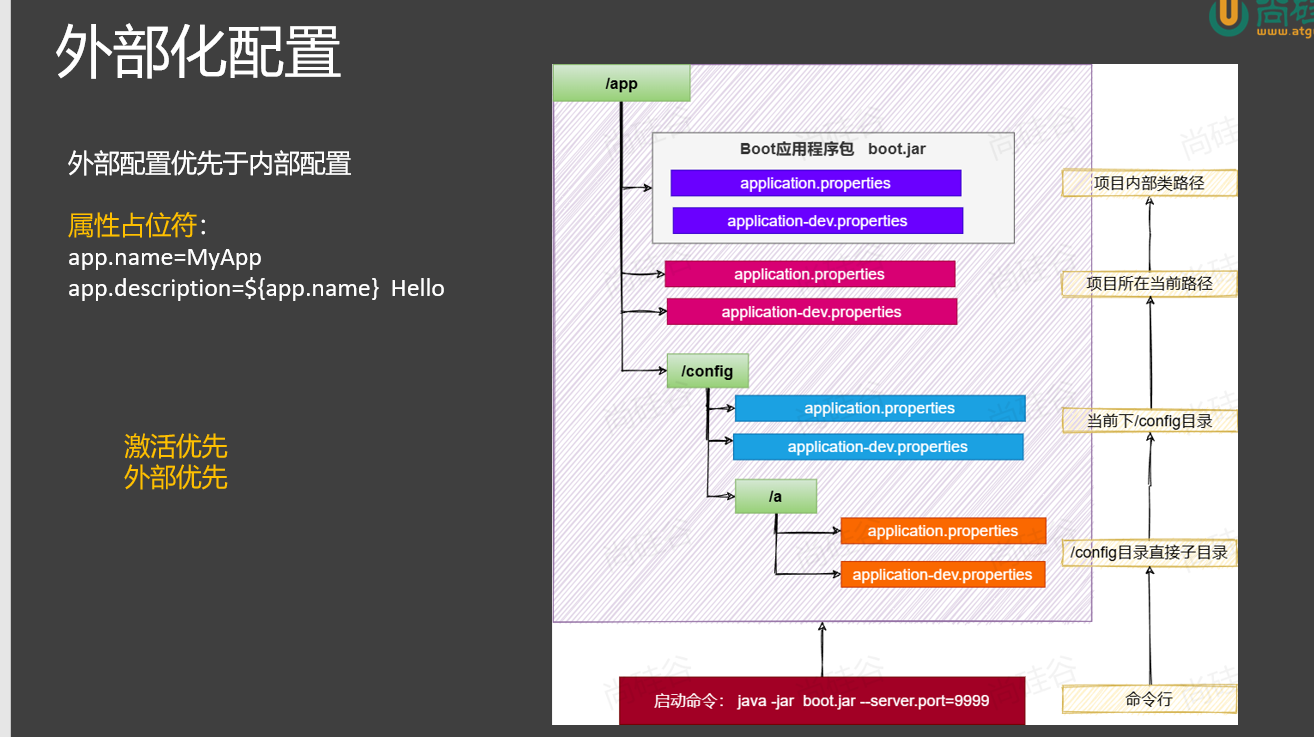 外部化配置
外部配置优先于内部配置
属性占位符：
app.name=MyApp
app.description=${app.name}  Hello
激活优先
外部优先
www.atg
/app
Boot应用程序包   boot.jar
application.properties
application-dev.properties
application.properties
application-dev.properties
/config
application.properties
application-dev.properties
/a
application.properties
application-dev.properties
启动命令： java -jar  boot.jar --server.port=9999
项目内部类路径
项目所在当前路径
当前下/config目录
/config目录直接子目录
命令行
尚硅谷